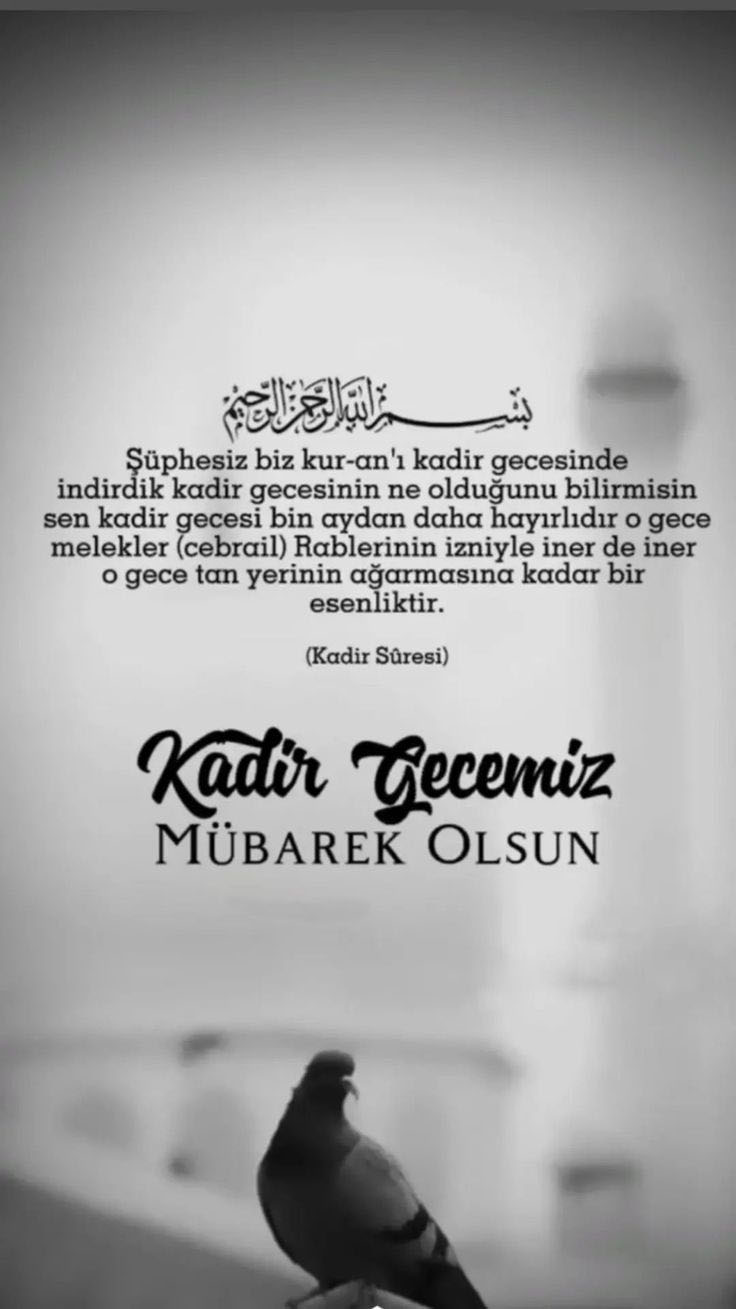 بسم الله الرحمن الرحيم
Şüphesiz biz kur-an'ı kadir gecesinde
indirdik kadir gecesinin ne olduğunu bilirmisin
sen kadir gecesi bin aydan daha hayırlıdır o gece
melekler (cebrail) Rablerinin izniyle iner de iner
o gece tan yerinin ağarmasına kadar bir
esenliktir.
(Kadir Sûresi)
Kadir Gecemiz
MÜBAREK OLSUN